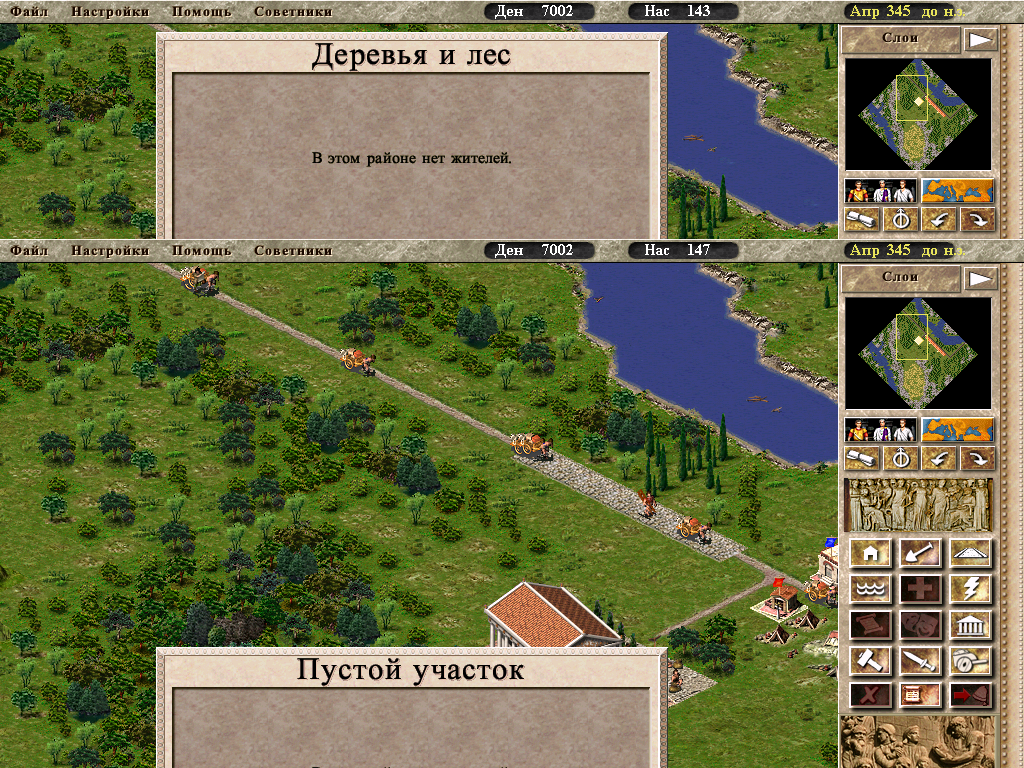 Файл Настройки Помощь Советники Ден 7002 Нас 143 Апр 345 до н.э.
Слои
Деревья и лес
В этом районе нет жителей.
Файл Настройки Помощь Советники Ден 7002 Нас 147 Апр 345 до н.э.
Слои
Пустой участок